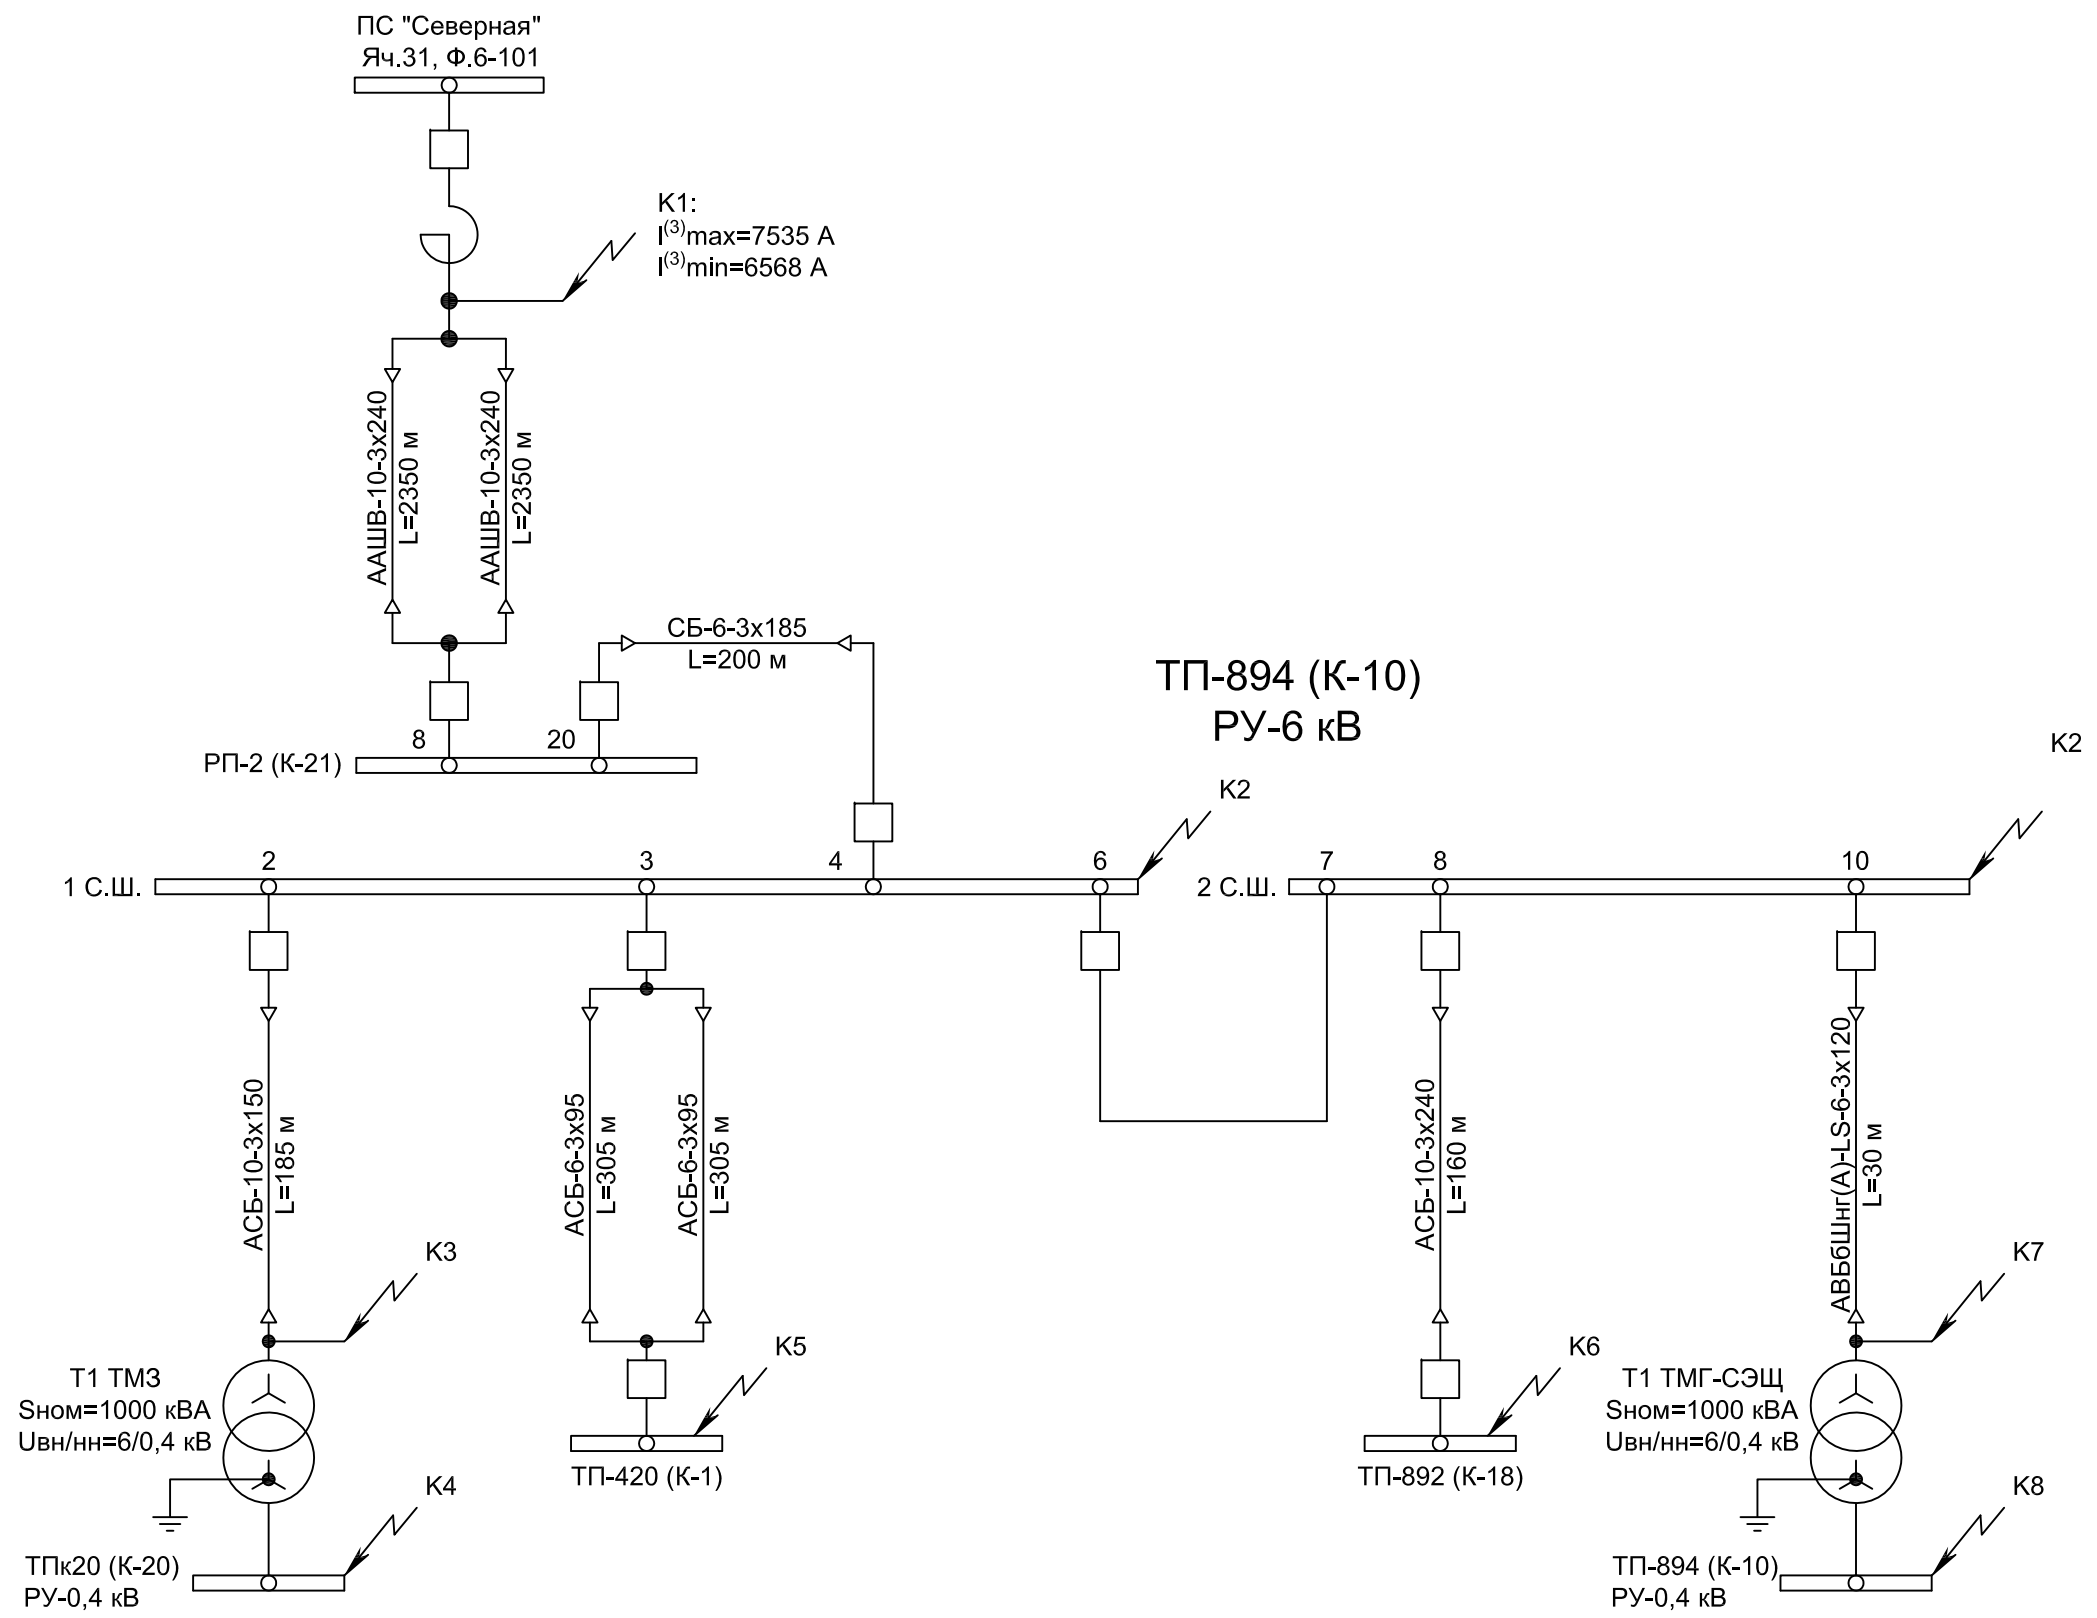 ПС "Северная"
Яч.31, Ф.6-101
К1:
I(3)max=7535 А
I(3)min=6568 А
ААШВ-10-3х240
L=2350 м
ААШВ-10-3х240
L=2350 м
СБ-6-3х185
L=200 м
8
20
РП-2 (К-21)
ТП-894 (К-10)
РУ-6 кВ
К2
К2
1 С.Ш.
2
3
4
6
2 С.Ш.
7
8
10
АСБ-10-3х150
L=185 м
АСБ-6-3х95
L=305 м
АСБ-6-3х95
L=305 м
АСБ-10-3х240
L=160 м
АВБбШнг(А)-LS-6-3х120
L=30 м
К3
К5
К6
К7
Т1 ТМЗ
Sном=1000 кВА
Uвн/нн=6/0,4 кВ
Т1 ТМГ-СЭЩ
Sном=1000 кВА
Uвн/нн=6/0,4 кВ
ТП-420 (К-1)
ТП-892 (К-18)
К4
К8
ТПк20 (К-20)
РУ-0,4 кВ
ТП-894 (К-10)
РУ-0,4 кВ